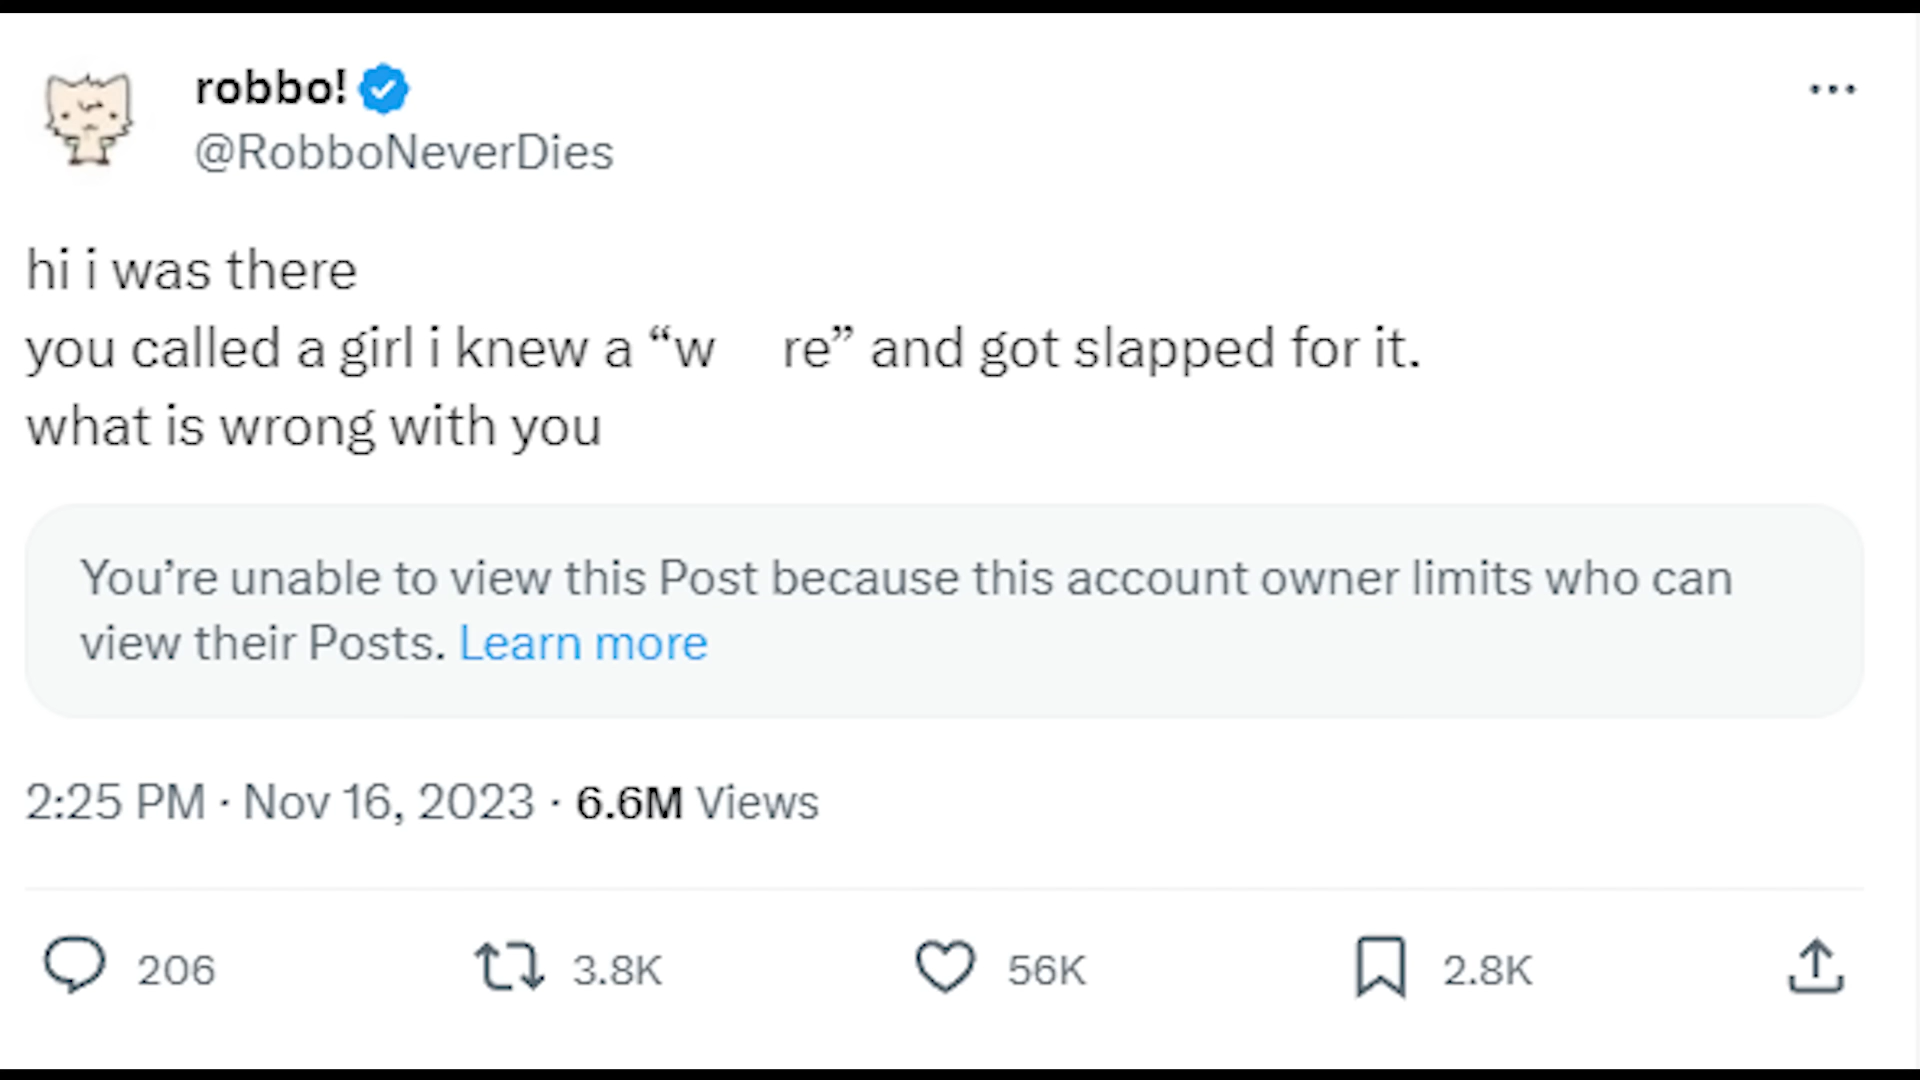 robbo!
@RobboNeverDies
hi i was there
you called a girl i knew a “w re” and got slapped for it.
what is wrong with you
You’re unable to view this Post because this account owner limits who can
view their Posts. Learn more
2:25 PM · Nov 16, 2023 · 6.6M Views
206 3.8K 56K 2.8K